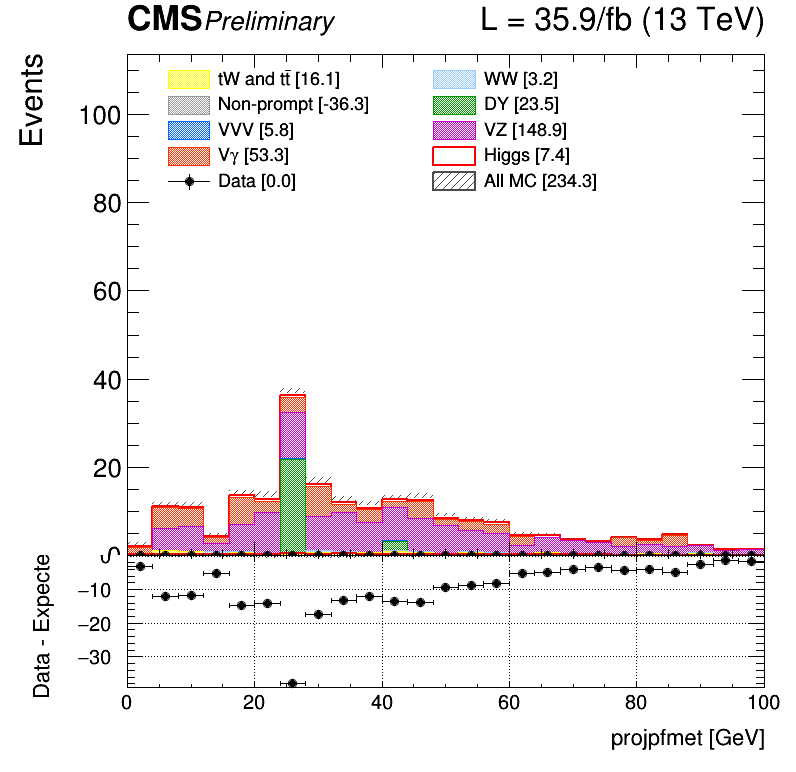 CMS Preliminary L = 35.9/fb (13 TeV)
Events
tW and tt̄ [16.1] WW [3.2]
Non-prompt [-36.3] DY [23.5]
VVV [5.8] VZ [148.9]
Vγ [53.3] Higgs [7.4]
Data [0.0] All MC [234.3]
100
80
60
40
20
0
Data - Expecte
−10
−20
−30
0 20 40 60 80 100
projpfmet [GeV]